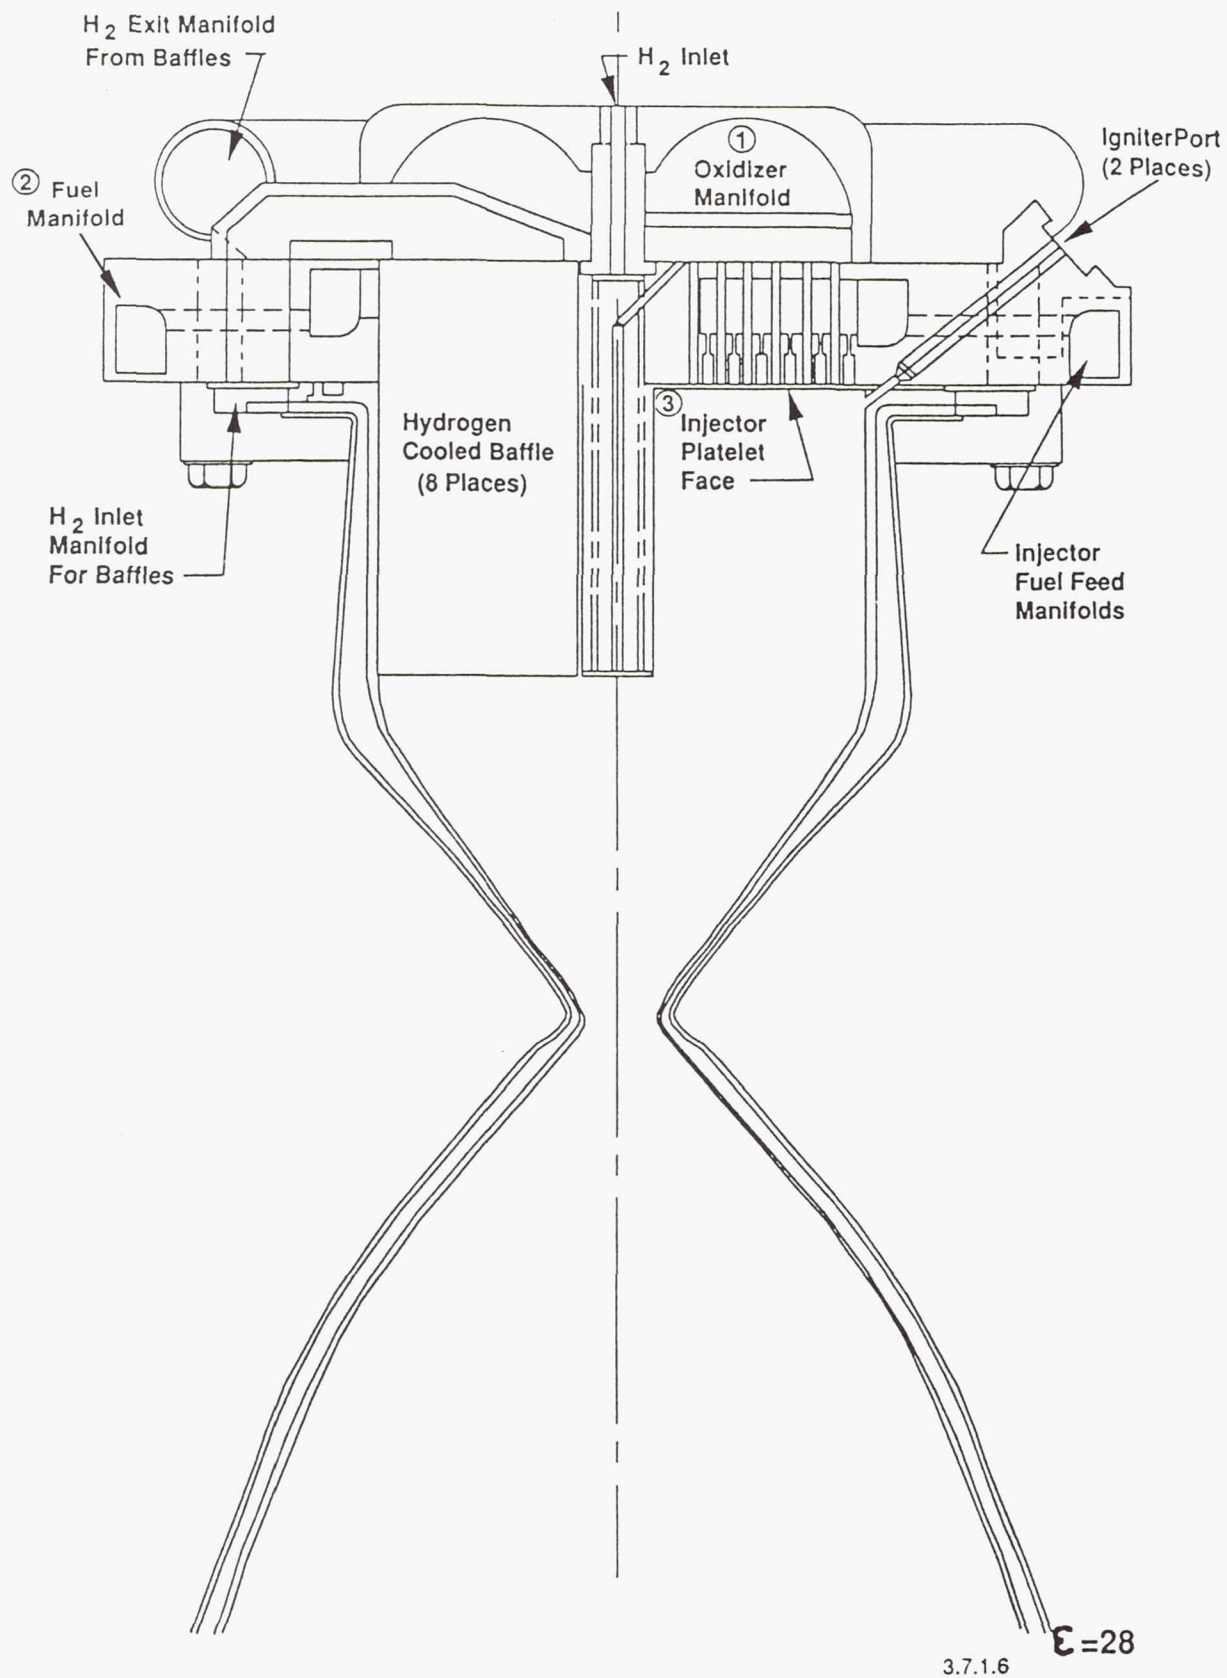 H2 Exit Manifold
From Baffles
H2 Inlet
① Oxidizer
Manifold
IgniterPort
(2 Places)
② Fuel
Manifold
Hydrogen
Cooled Baffle
(8 Places)
③ Injector
Platelet
Face
H2 Inlet
Manifold
For Baffles
Injector
Fuel Feed
Manifolds
ε=28
3.7.1.6